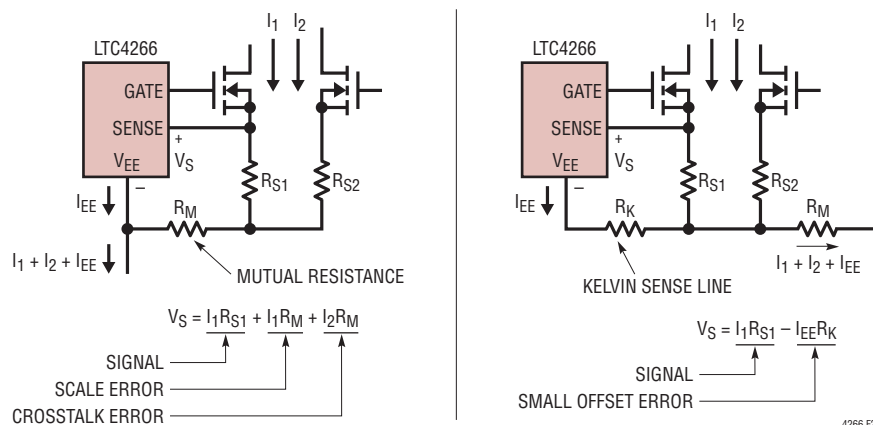 I1 I2
LTC4266
GATE
SENSE
+
VS
VEE
–
RS1
RS2
IEE
RM
I1 + I2 + IEE
MUTUAL RESISTANCE
VS = I1RS1 + I1RM + I2RM
SIGNAL
SCALE ERROR
CROSSTALK ERROR
I1 I2
LTC4266
GATE
SENSE
+
VS
VEE
–
RS1
RS2
IEE
RK
RM
I1 + I2 + IEE
KELVIN SENSE LINE
VS = I1RS1 – IEERK
SIGNAL
SMALL OFFSET ERROR